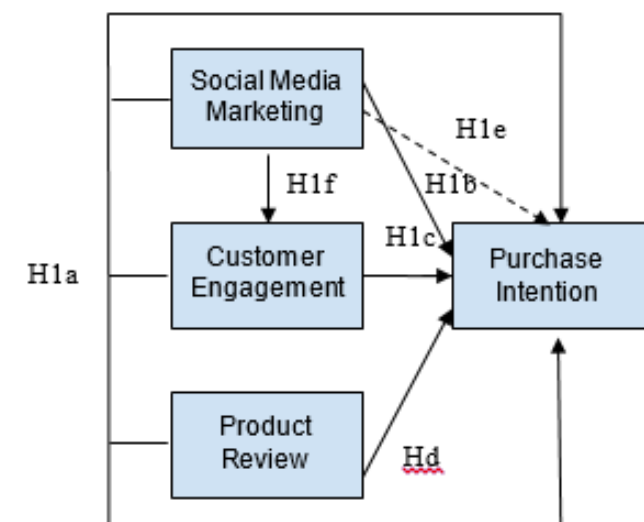 Social Media
Marketing
H1e
H1f
H1b
H1c
Customer
Engagement
Purchase
Intention
H1a
Product
Review
Hd